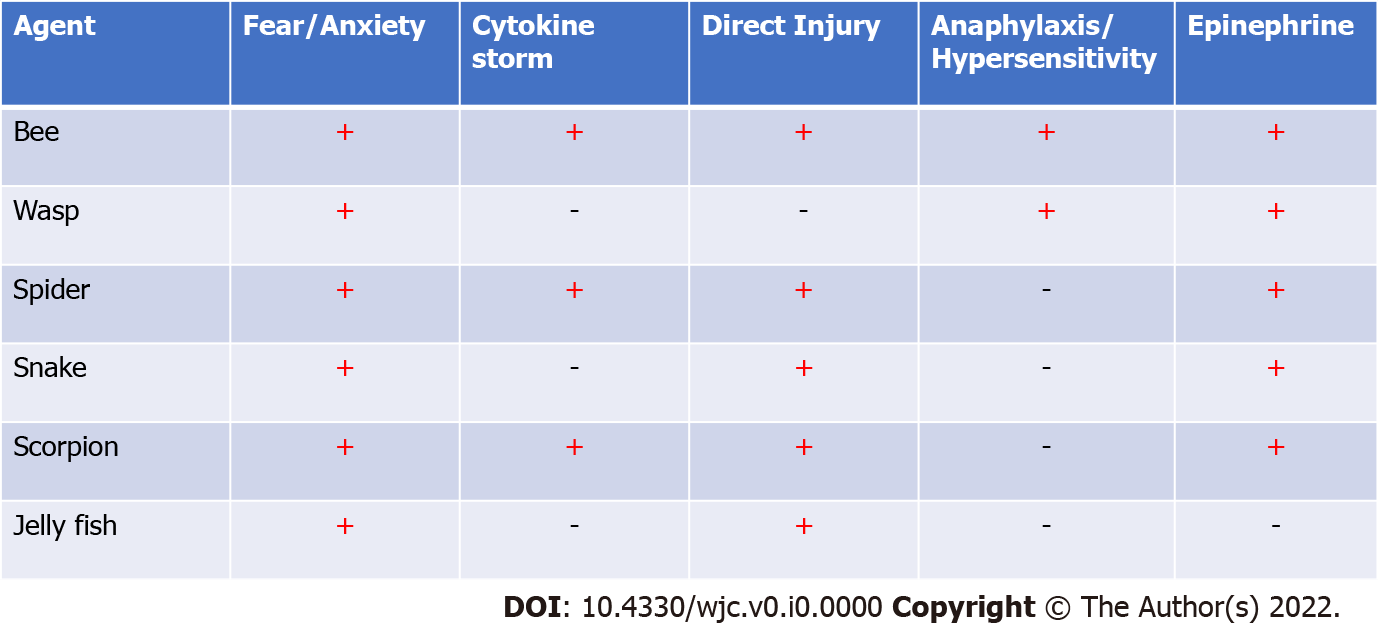 Agent Fear/Anxiety Cytokine storm Direct Injury Anaphylaxis/ Hypersensitivity Epinephrine
Bee + + + + +
Wasp + - - + +
Spider + + + - +
Snake + - + - +
Scorpion + + + - +
Jelly fish + - + - -
DOI: 10.4330/wjc.v0.i0.0000 Copyright © The Author(s) 2022.